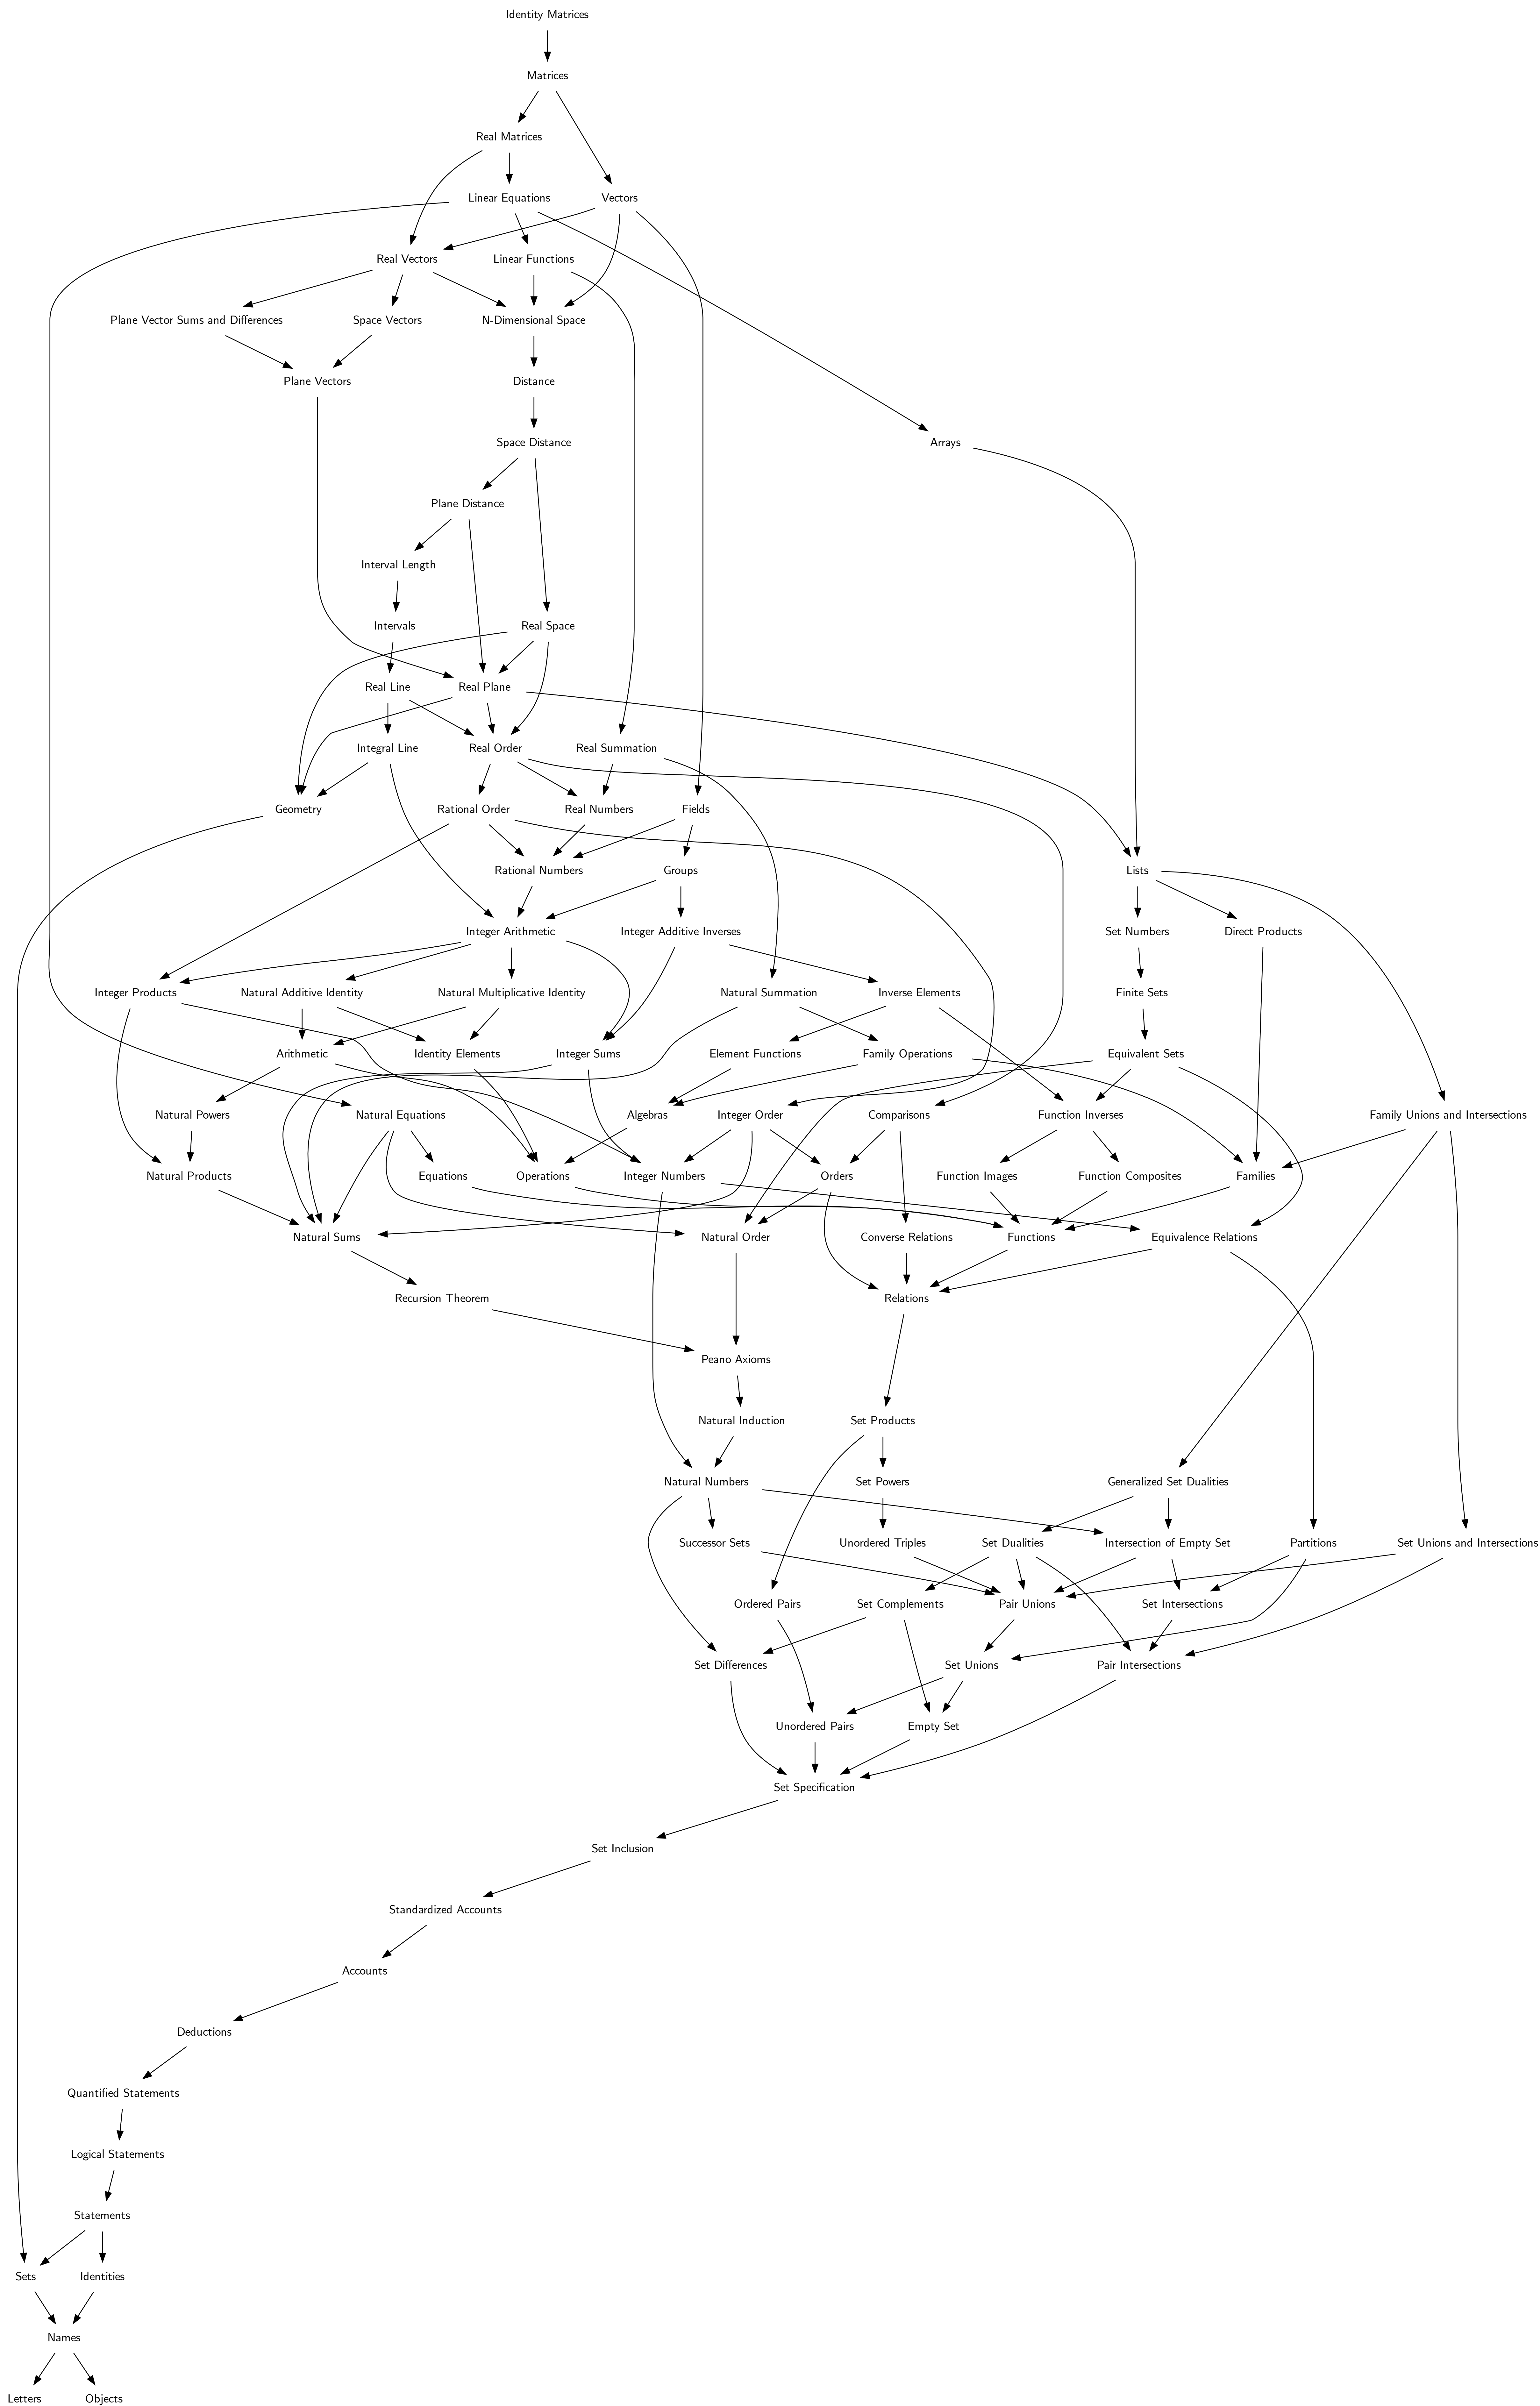 Identity Matrices
Matrices
Real Matrices
Linear Equations
Vectors
Real Vectors
Linear Functions
Plane Vector Sums and Differences
Space Vectors
N-Dimensional Space
Plane Vectors
Distance
Space Distance
Arrays
Plane Distance
Interval Length
Intervals
Real Space
Real Line
Real Plane
Integral Line
Real Order
Real Summation
Geometry
Rational Order
Real Numbers
Fields
Rational Numbers
Groups
Lists
Integer Arithmetic
Integer Additive Inverses
Set Numbers
Direct Products
Integer Products
Natural Additive Identity
Natural Multiplicative Identity
Natural Summation
Inverse Elements
Finite Sets
Arithmetic
Identity Elements
Integer Sums
Element Functions
Family Operations
Equivalent Sets
Natural Powers
Natural Equations
Algebras
Integer Order
Comparisons
Function Inverses
Family Unions and Intersections
Natural Products
Equations
Operations
Integer Numbers
Orders
Function Images
Function Composites
Families
Natural Sums
Natural Order
Converse Relations
Functions
Equivalence Relations
Recursion Theorem
Relations
Peano Axioms
Natural Induction
Set Products
Natural Numbers
Set Powers
Generalized Set Dualities
Successor Sets
Unordered Triples
Set Dualities
Intersection of Empty Set
Partitions
Set Unions and Intersections
Ordered Pairs
Set Complements
Pair Unions
Set Intersections
Set Differences
Set Unions
Pair Intersections
Unordered Pairs
Empty Set
Set Specification
Set Inclusion
Standardized Accounts
Accounts
Deductions
Quantified Statements
Logical Statements
Statements
Sets
Identities
Names
Letters
Objects